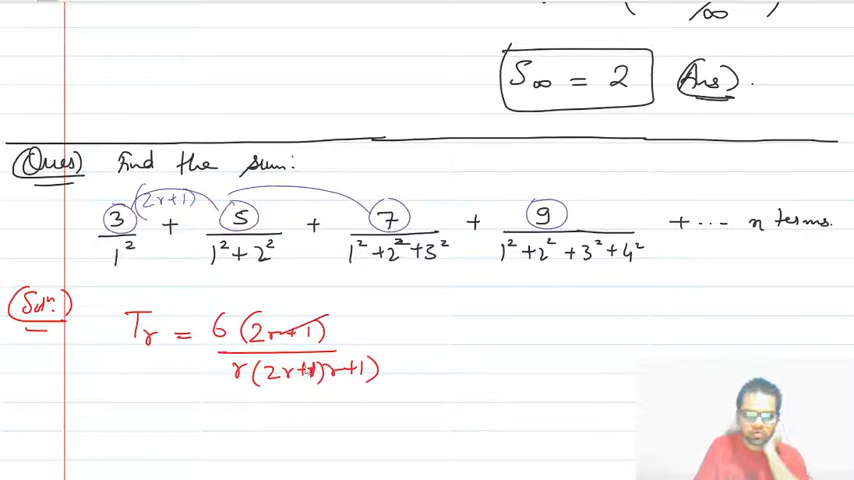 S∞ = 2 (Ans).
(Ques) Find the sum:
(2r+1)
3/1² + 5/1²+2² + 7/1²+2²+3² + 9/1²+2²+3²+4² + ... n terms.
(Solⁿ.)
Tr = 6(2r+1)/r(2r+1)(r+1)